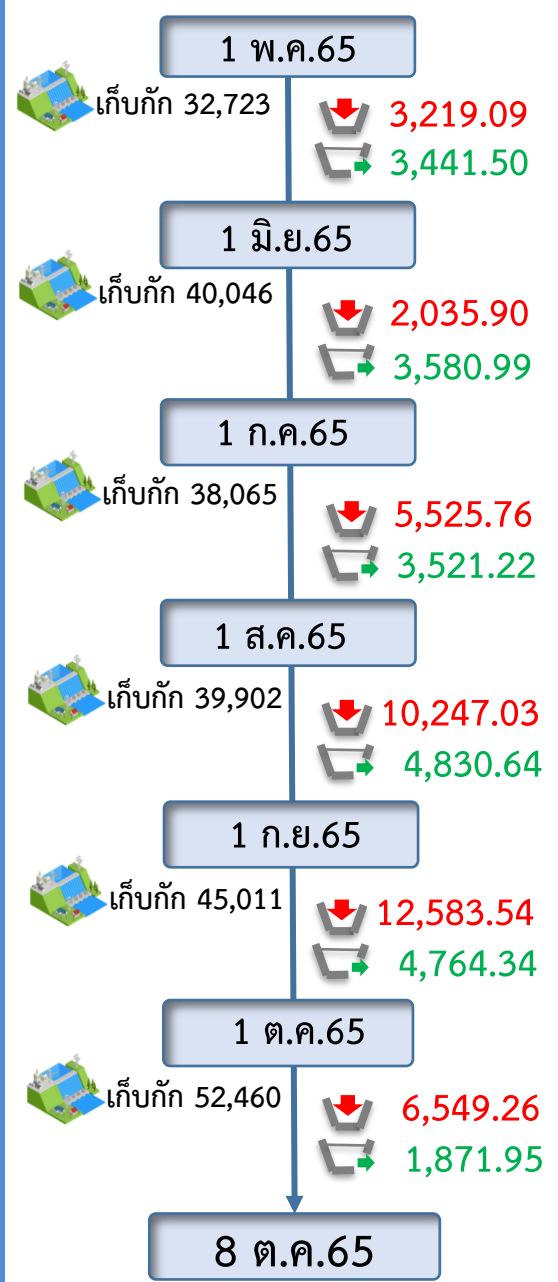 1 พ.ค.65
เก็บกัก 32,723
3,219.09
3,441.50
1 มิ.ย.65
เก็บกัก 40,046
2,035.90
3,580.99
1 ก.ค.65
เก็บกัก 38,065
5,525.76
3,521.22
1 ส.ค.65
เก็บกัก 39,902
10,247.03
4,830.64
1 ก.ย.65
เก็บกัก 45,011
12,583.54
4,764.34
1 ต.ค.65
เก็บกัก 52,460
6,549.26
1,871.95
8 ต.ค.65